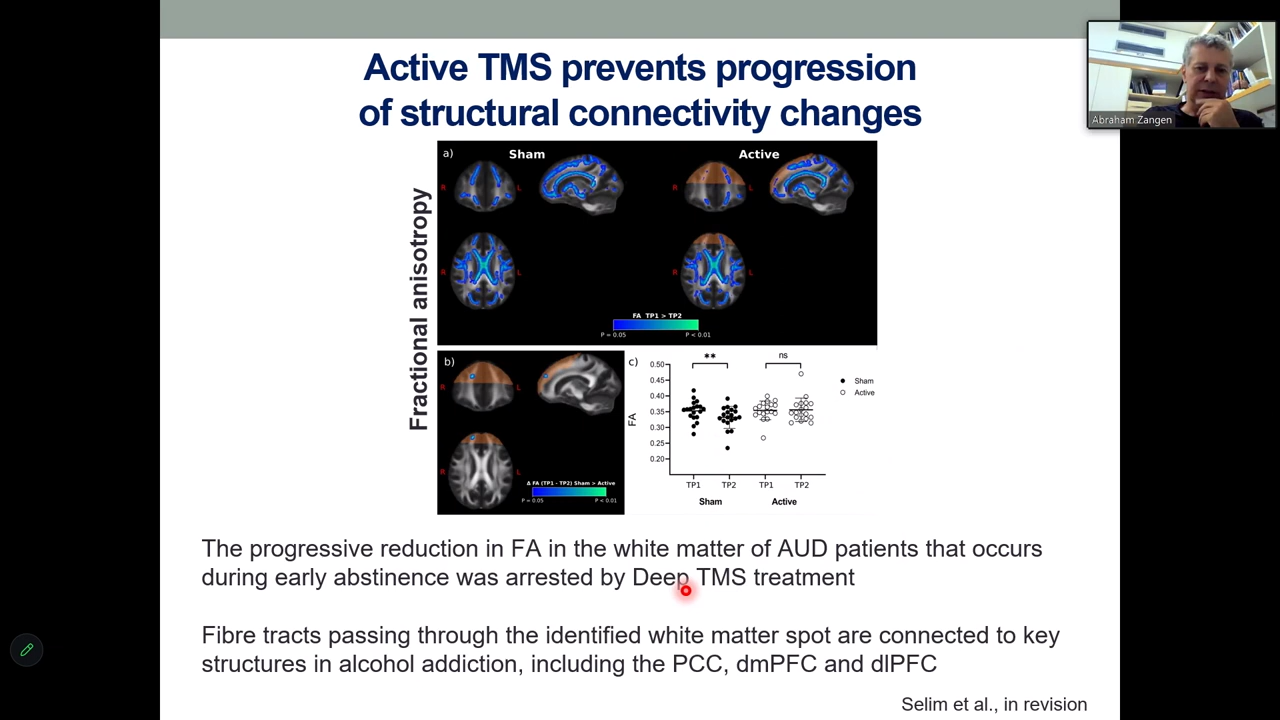 Active TMS prevents progression
of structural connectivity changes
Abraham Zangen
Fractional anisotropy
a)
Sham
Active
R
L
R
L
R
L
R
L
FA TP1 > TP2
P = 0.05
P < 0.01
b)
R
L
R
L
Δ FA (TP1 - TP2) Sham > Active
P = 0.05
P < 0.01
c)
**
ns
0.50
0.45
0.40
0.35
0.30
0.25
0.20
FA
TP1
TP2
TP1
TP2
Sham
Active
Sham
Active
The progressive reduction in FA in the white matter of AUD patients that occurs
during early abstinence was arrested by Deep TMS treatment
Fibre tracts passing through the identified white matter spot are connected to key
structures in alcohol addiction, including the PCC, dmPFC and dlPFC
Selim et al., in revision